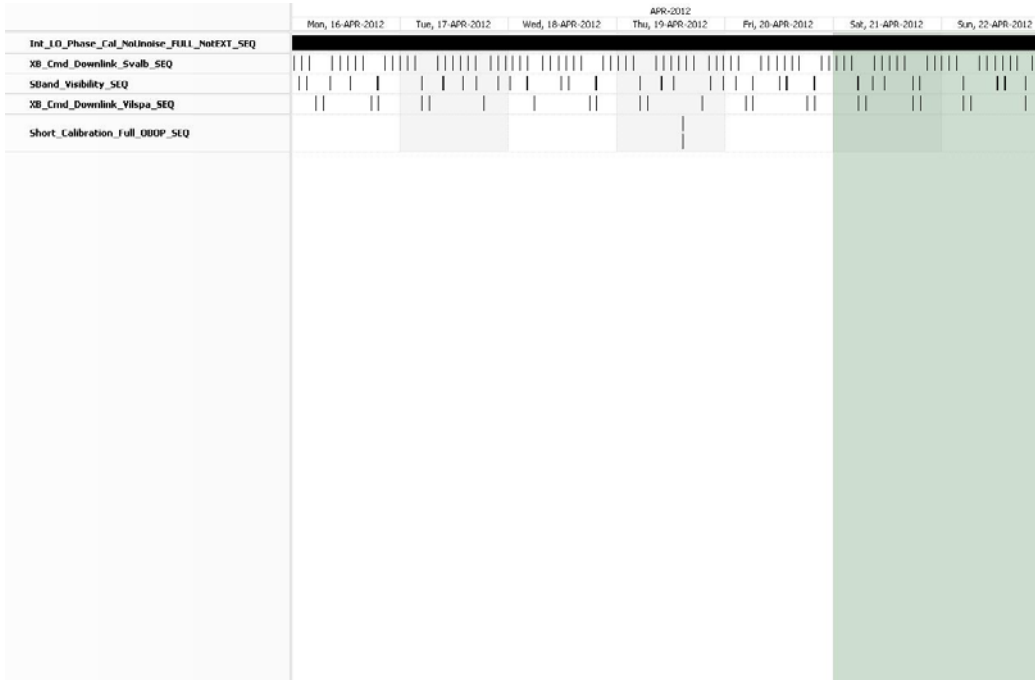 APR-2012
Mon, 16-APR-2012 Tue, 17-APR-2012 Wed, 18-APR-2012 Thu, 19-APR-2012 Fri, 20-APR-2012 Sat, 21-APR-2012 Sun, 22-APR-2012
Int_LO_Phase_Cal_NoUnoise_FULL_NotEXT_SEQ
XB_Cmd_Downlink_Svalb_SEQ
SBand_Visibility_SEQ
XB_Cmd_Downlink_Vilspa_SEQ
Short_Calibration_Full_OBOP_SEQ